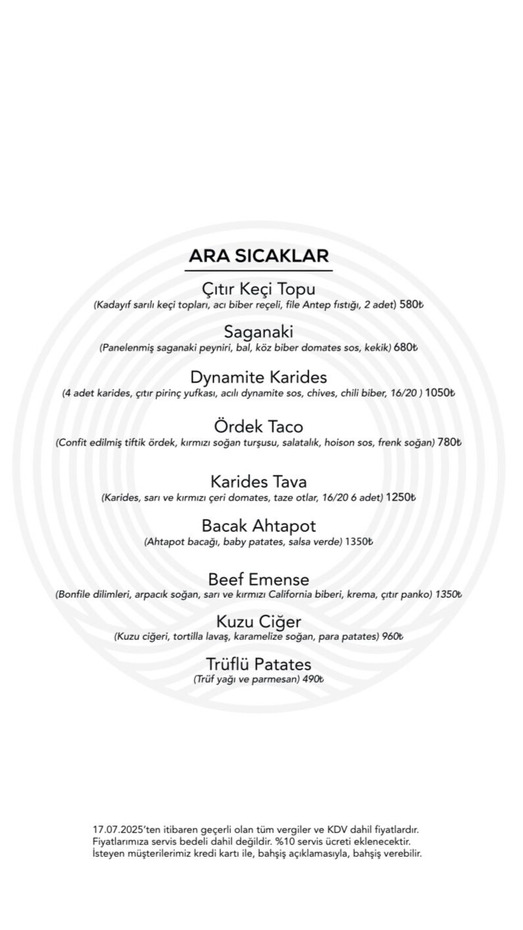 ARA SICAKLAR
Çıtır Keçi Topu
(Kadayıf sarılı keçi topları, acı biber reçeli, file Antep fıstığı, 2 adet) 580₺
Saganaki
(Panelenmiş saganaki peyniri, bal, köz biber domates sos, kekik) 680₺
Dynamite Karides
(4 adet karides, çıtır pirinç yufkası, acılı dynamite sos, chives, chili biber, 16/20 ) 1050₺
Ördek Taco
(Confit edilmiş tiftik ördek, kırmızı soğan turşusu, salatalık, hoison sos, frenk soğan) 780₺
Karides Tava
(Karides, sarı ve kırmızı çeri domates, taze otlar, 16/20 6 adet) 1250₺
Bacak Ahtapot
(Ahtapot bacağı, baby patates, salsa verde) 1350₺
Beef Emense
(Bonfile dilimleri, arpacık soğan, sarı ve kırmızı California biberi, krema, çıtır panko) 1350₺
Kuzu Ciğer
(Kuzu ciğeri, tortilla lavaş, karamelize soğan, para patates) 960₺
Trüflü Patates
(Trüf yağı ve parmesan) 490₺
17.07.2025'ten itibaren geçerli olan tüm vergiler ve KDV dahil fiyatlardır.
Fiyatlarımıza servis bedeli dahil değildir. %10 servis ücreti eklenecektir.
İsteyen müşterilerimiz kredi kartı ile, bahşiş açıklamasıyla, bahşiş verebilir.